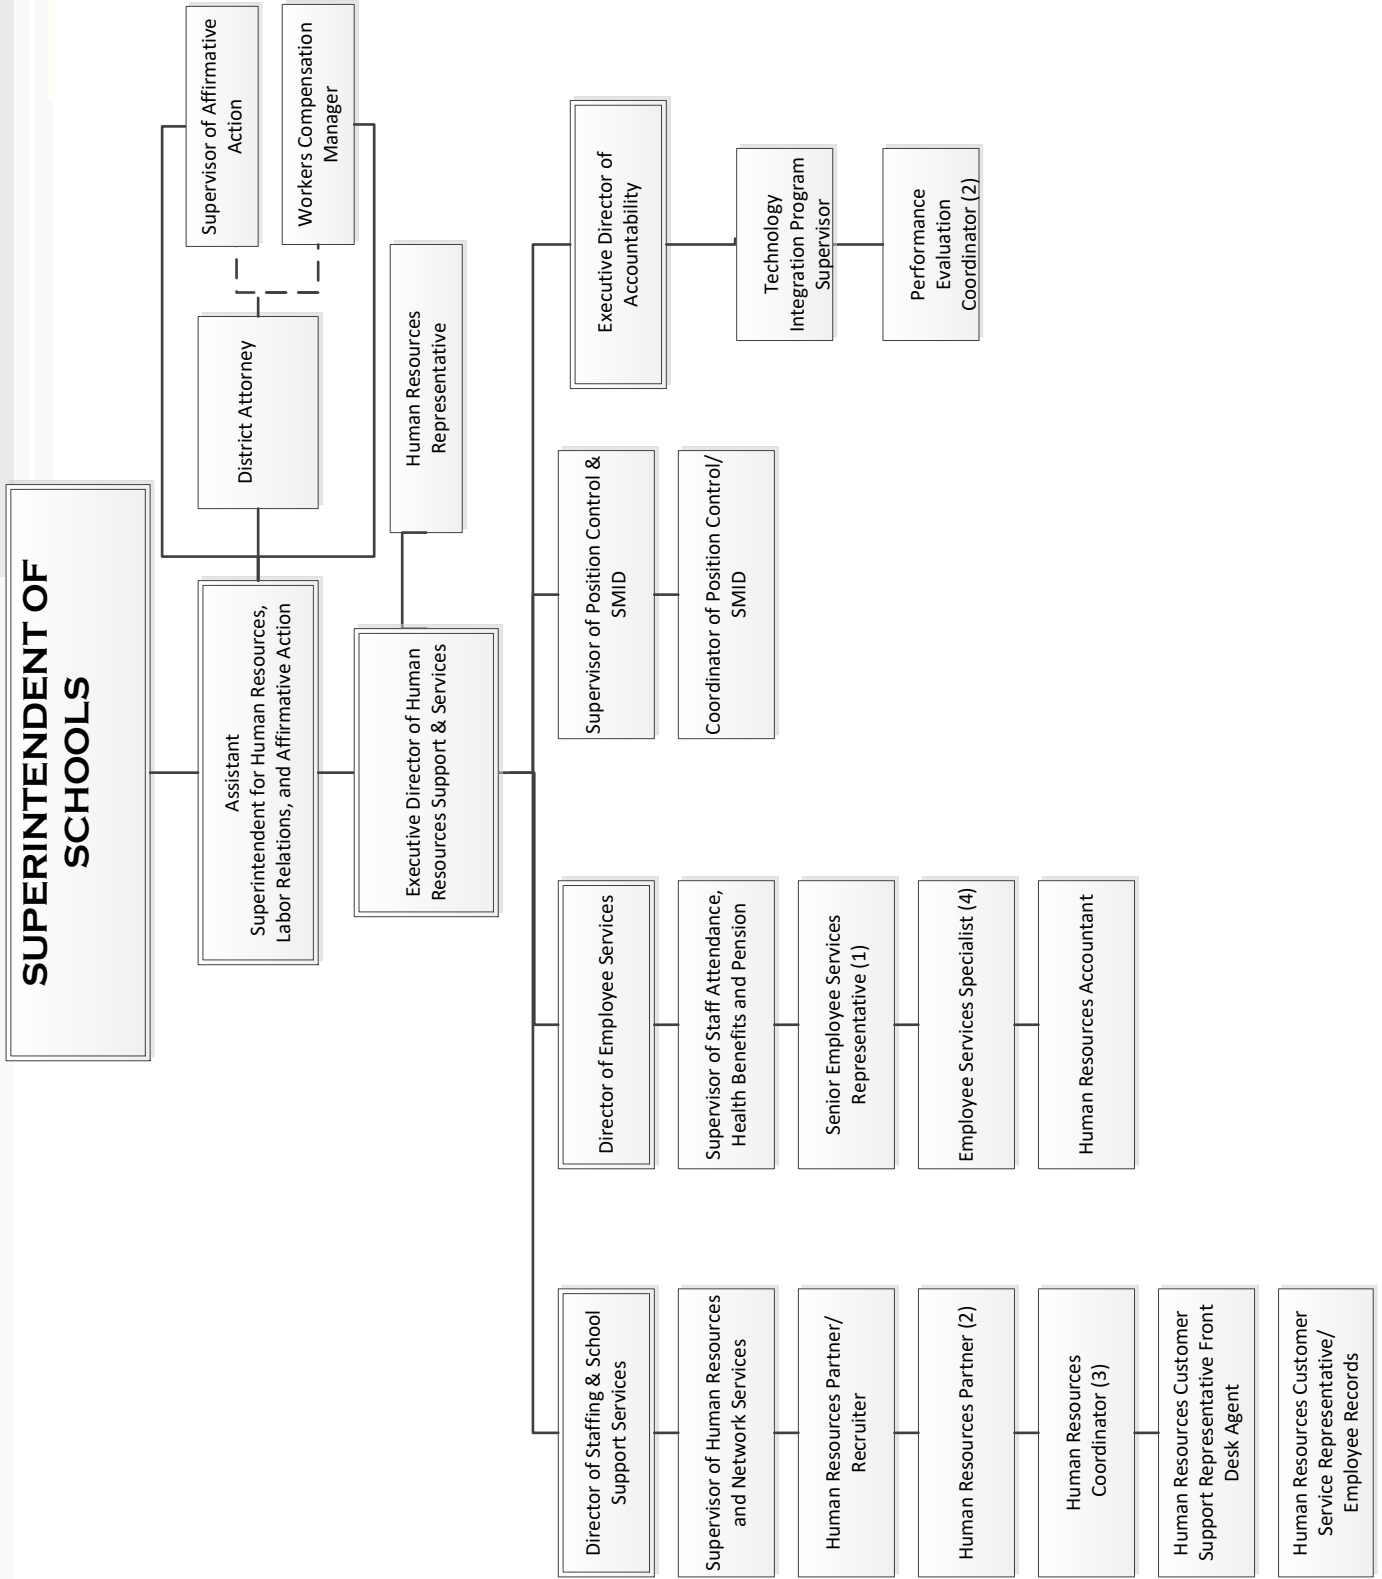 SUPERINTENDENT OF
SCHOOLS
Assistant
Superintendent for Human Resources,
Labor Relations, and Affirmative Action
District Attorney
Supervisor of Affirmative
Action
Workers Compensation
Manager
Executive Director of Human
Resources Support & Services
Human Resources
Representative
Director of Staffing & School
Support Services
Supervisor of Human Resources
and Network Services
Human Resources Partner/
Recruiter
Human Resources Partner (2)
Human Resources
Coordinator (3)
Human Resources Customer
Support Representative Front
Desk Agent
Human Resources Customer
Service Representative/
Employee Records
Director of Employee Services
Supervisor of Staff Attendance,
Health Benefits and Pension
Senior Employee Services
Representative (1)
Employee Services Specialist (4)
Human Resources Accountant
Supervisor of Position Control &
SMID
Coordinator of Position Control/
SMID
Executive Director of
Accountability
Technology
Integration Program
Supervisor
Performance
Evaluation
Coordinator (2)